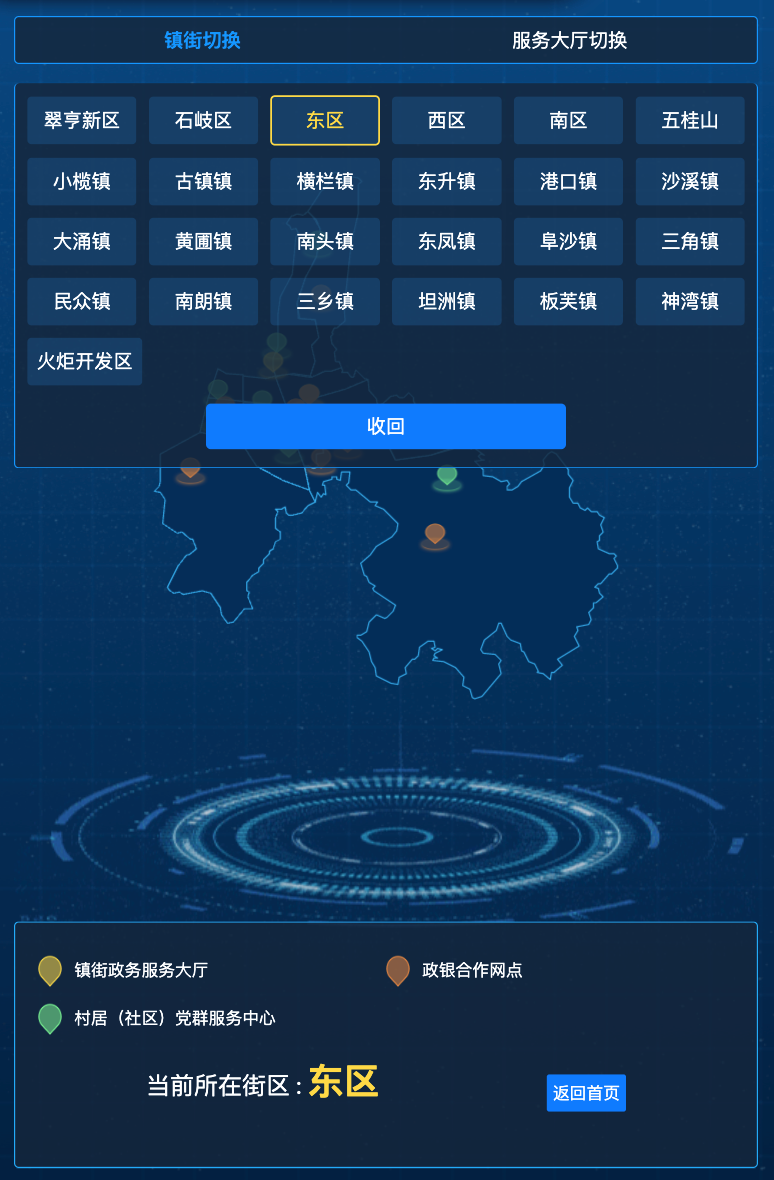 镇街切换 服务大厅切换
翠亨新区 石岐区 东区 西区 南区 五桂山
小榄镇 古镇镇 横栏镇 东升镇 港口镇 沙溪镇
大涌镇 黄圃镇 南头镇 东凤镇 阜沙镇 三角镇
民众镇 南朗镇 三乡镇 坦洲镇 板芙镇 神湾镇
火炬开发区
收回
镇街政务服务大厅 政银合作网点
村居（社区）党群服务中心
当前所在街区 : 东区 返回首页